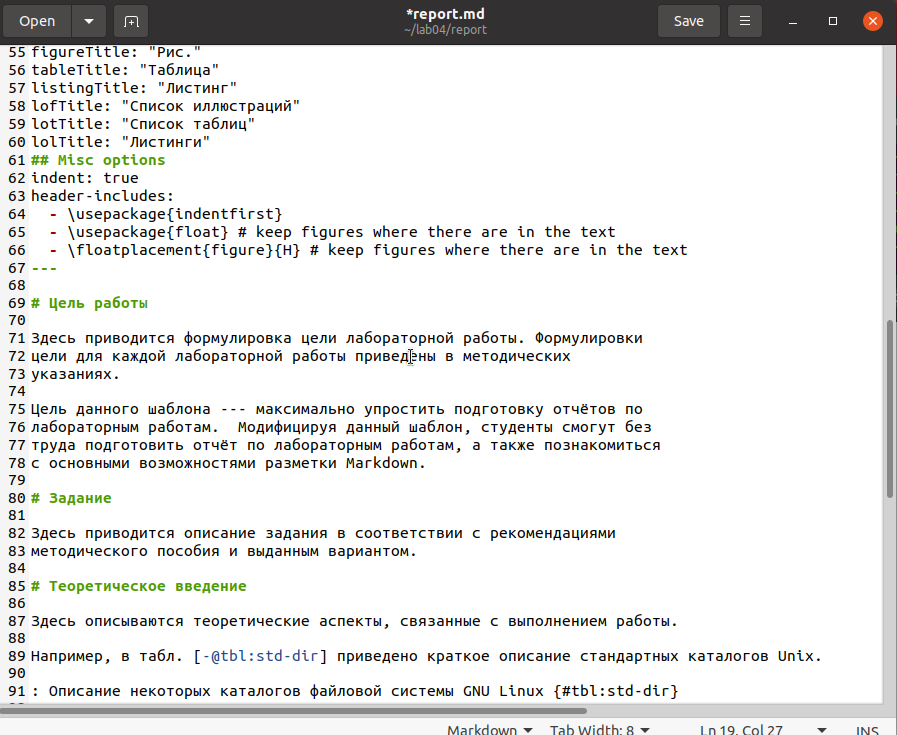 Open
*report.md
~/lab04/report
Save
55 figureTitle: "Рис."
56 tableTitle: "Таблица"
57 listingTitle: "Листинг"
58 lofTitle: "Список иллюстраций"
59 lotTitle: "Список таблиц"
60 lolTitle: "Листинги"
61 ## Misc options
62 indent: true
63 header-includes:
64   - \usepackage{indentfirst}
65   - \usepackage{float} # keep figures where there are in the text
66   - \floatplacement{figure}{H} # keep figures where there are in the text
67 ---
68
69 # Цель работы
70
71 Здесь приводится формулировка цели лабораторной работы. Формулировки
72 цели для каждой лабораторной работы приведены в методических
73 указаниях.
74
75 Цель данного шаблона --- максимально упростить подготовку отчётов по
76 лабораторным работам.  Модифицируя данный шаблон, студенты смогут без
77 труда подготовить отчёт по лабораторным работам, а также познакомиться
78 с основными возможностями разметки Markdown.
79
80 # Задание
81
82 Здесь приводится описание задания в соответствии с рекомендациями
83 методического пособия и выданным вариантом.
84
85 # Теоретическое введение
86
87 Здесь описываются теоретические аспекты, связанные с выполнением работы.
88
89 Например, в табл. [-@tbl:std-dir] приведено краткое описание стандартных каталогов Unix.
90
91 : Описание некоторых каталогов файловой системы GNU Linux {#tbl:std-dir}
Markdown Tab Width: 8 Ln 19, Col 27 INS